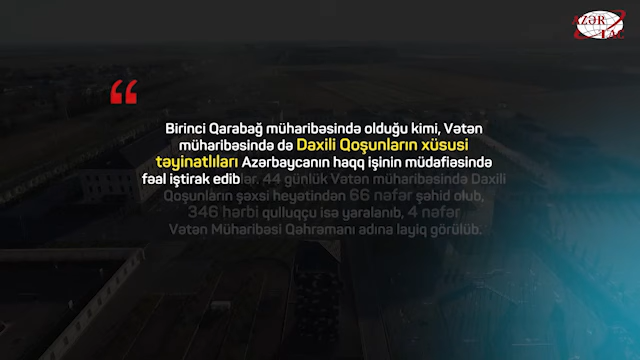 AZƏR
TAC
“
Birinci Qarabağ müharibəsində olduğu kimi, Vətən
müharibəsində də Daxili Qoşunların xüsusi
təyinatlıları Azərbaycanın haqq işinin müdafiəsində
fəal iştirak ediblər. 44 günlük Vətən müharibəsində Daxili
Qoşunların şəxsi heyətindən 66 nəfər şəhid olub,
346 hərbi qulluqçu isə yaralanıb, 4 nəfər
Vətən Müharibəsi Qəhrəmanı adına layiq görülüb.